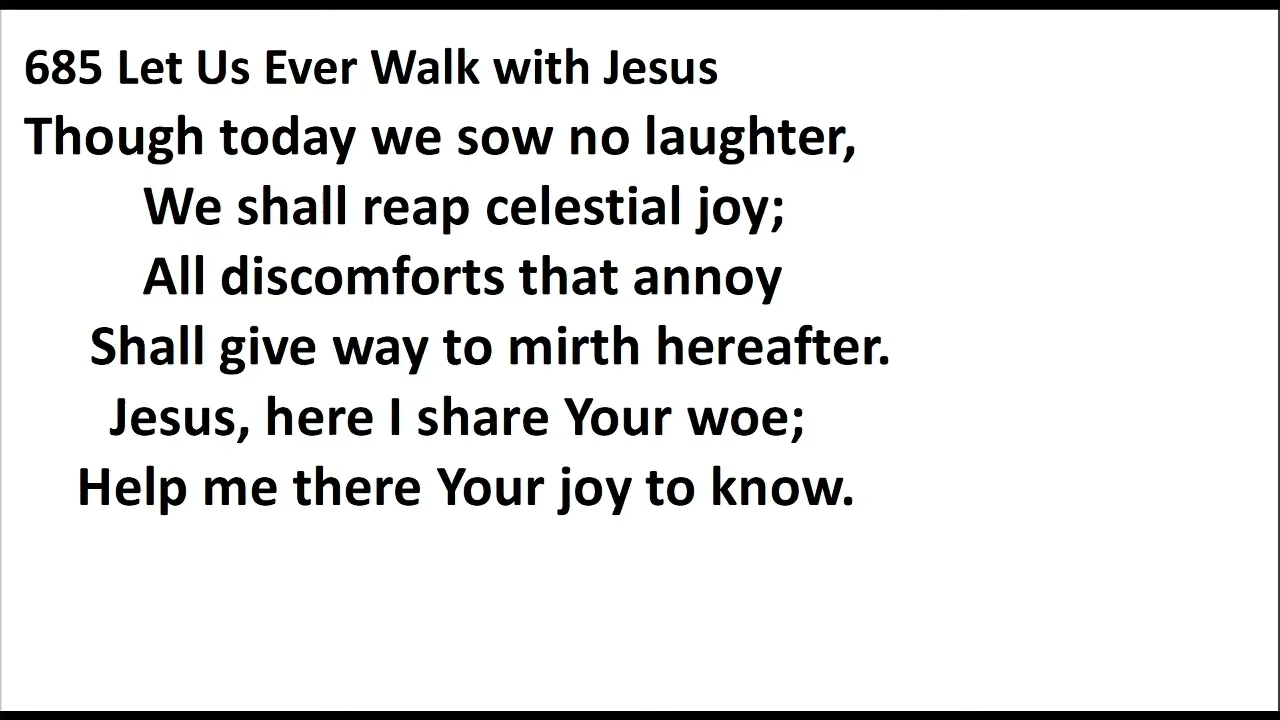 685 Let Us Ever Walk with Jesus
Though today we sow no laughter,
We shall reap celestial joy;
All discomforts that annoy
Shall give way to mirth hereafter.
Jesus, here I share Your woe;
Help me there Your joy to know.